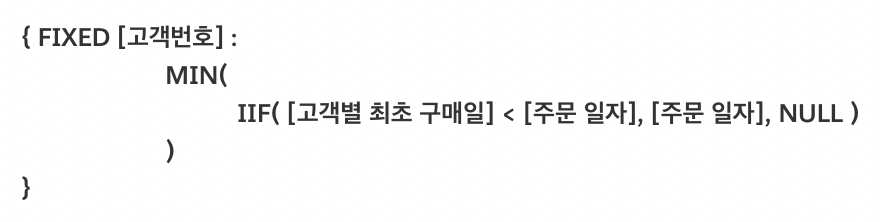 { FIXED [고객번호] :
MIN(
IIF( [고객별 최초 구매일] < [주문 일자], [주문 일자], NULL )
)
}